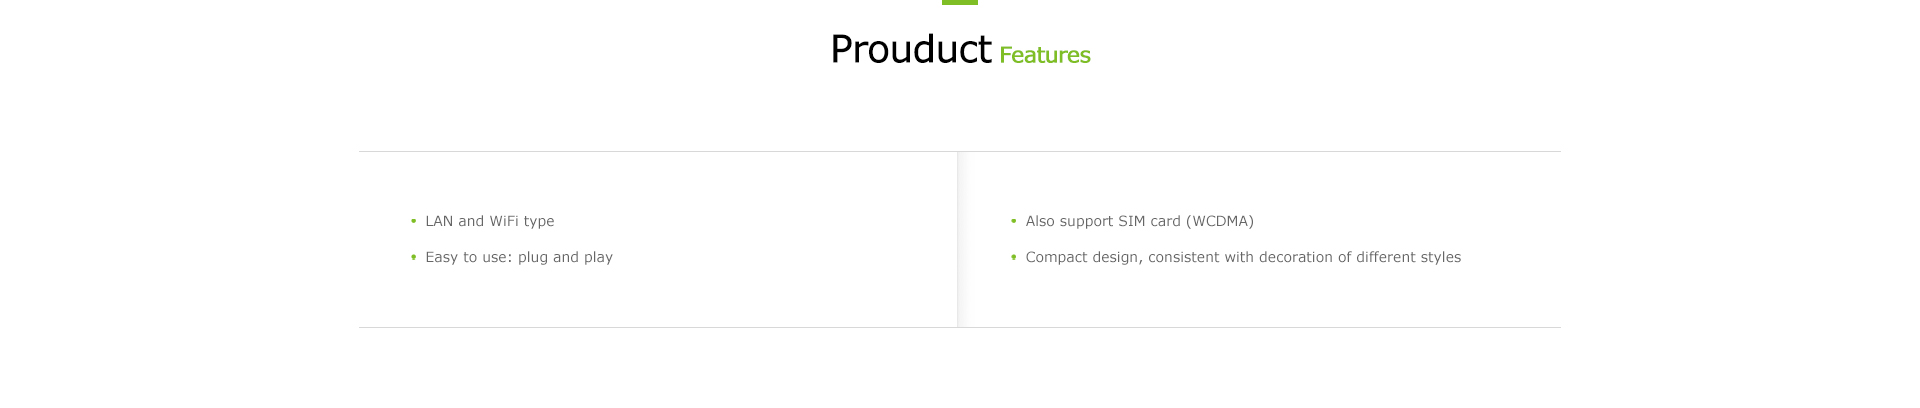 Prouduct Features
LAN and WiFi type
Easy to use: plug and play
Also support SIM card (WCDMA)
Compact design, consistent with decoration of different styles